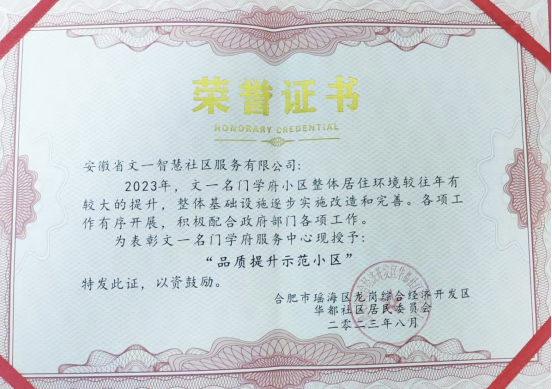 荣誉证书
HONORARY CREDENTIAL
安徽省文一智慧社区服务有限公司:
2023年，文一名门学府小区整体居住环境较往年有
较大的提升，整体基础设施逐步实施改造和完善。各项工
作有序开展，积极配合政府部门各项工作。
为表彰文一名门学府服务中心现授予:
“品质提升示范小区”
特发此证，以资鼓励。
合肥市瑶海区龙岗综合经济开发区
华都社区居民委员会
二零二三年八月